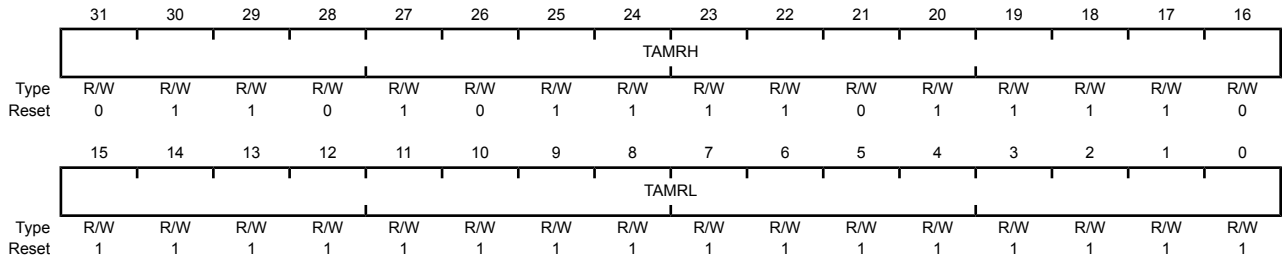 31 30 29 28 27 26 25 24 23 22 21 20 19 18 17 16
TAMRH
Type R/W R/W R/W R/W R/W R/W R/W R/W R/W R/W R/W R/W R/W R/W R/W R/W
Reset 0 1 1 0 1 0 1 1 1 1 0 1 1 1 1 0
15 14 13 12 11 10 9 8 7 6 5 4 3 2 1 0
TAMRL
Type R/W R/W R/W R/W R/W R/W R/W R/W R/W R/W R/W R/W R/W R/W R/W R/W
Reset 1 1 1 1 1 1 1 1 1 1 1 1 1 1 1 1